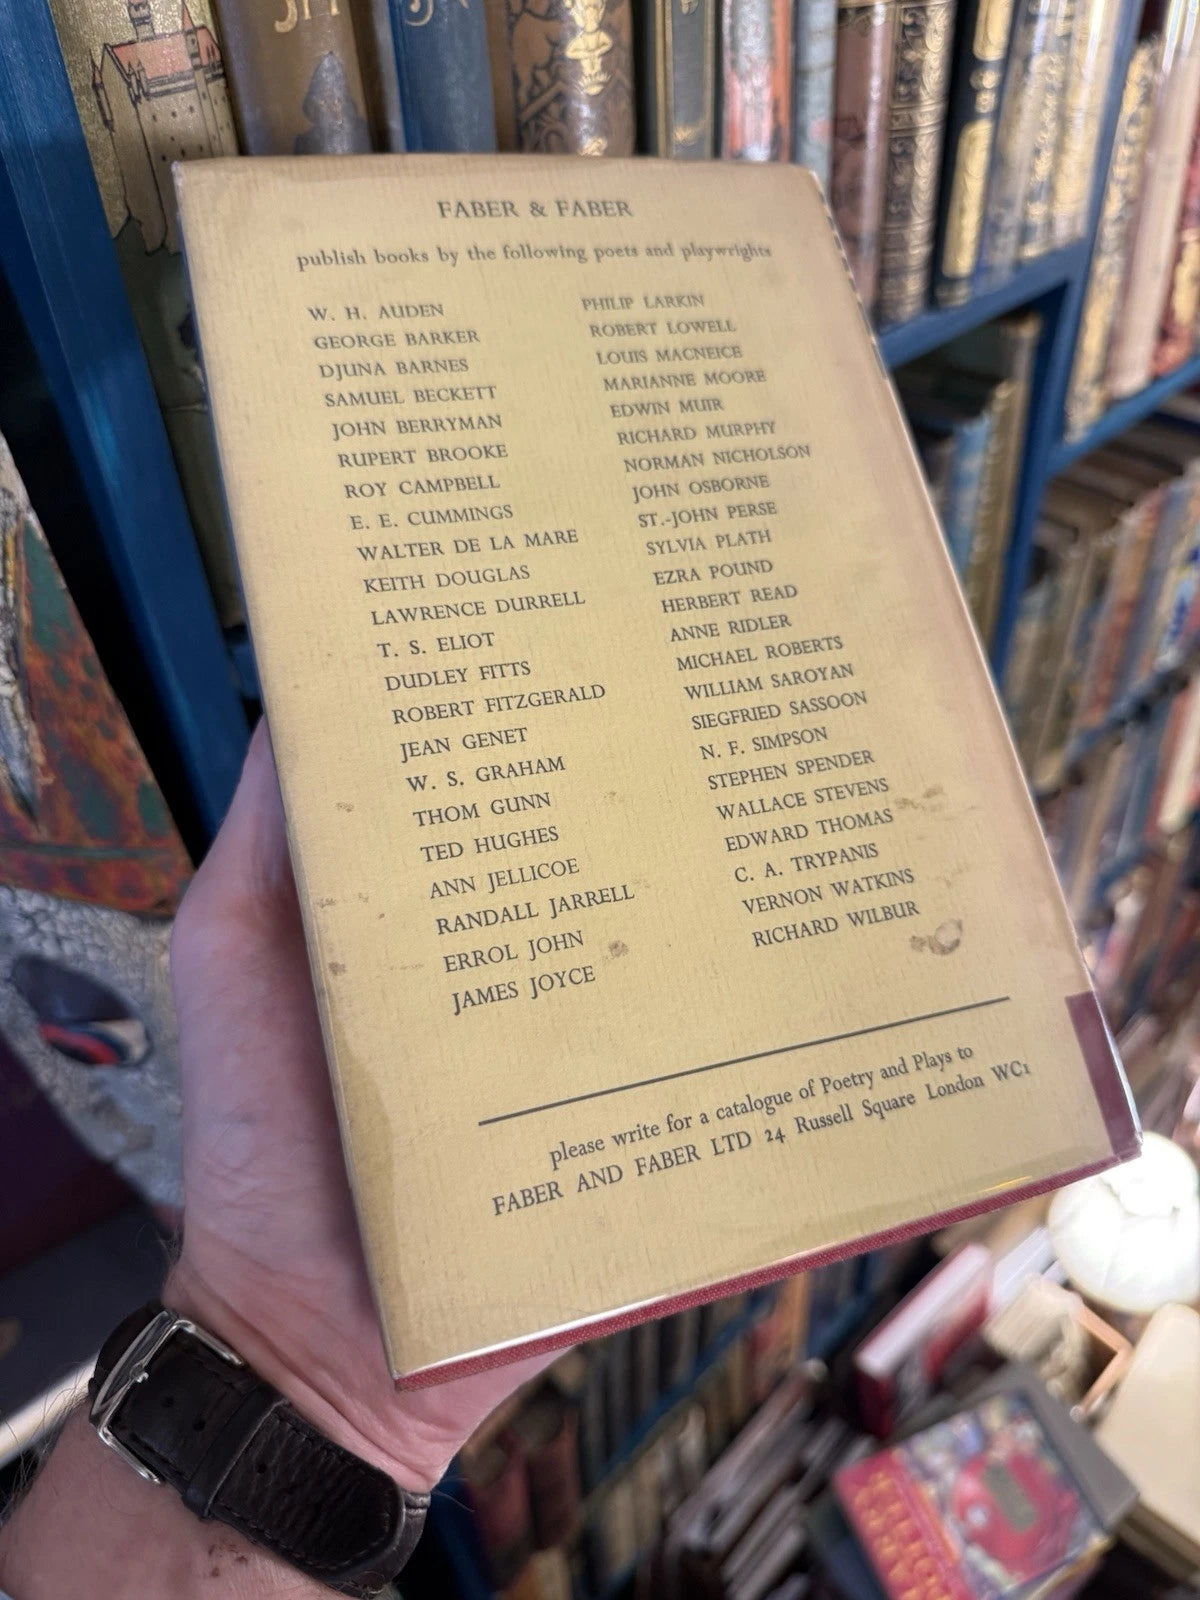 FABER & FABER
publish books by the following poets and playwrights
W. H. AUDEN
GEORGE BARKER
DJUNA BARNES
SAMUEL BECKETT
JOHN BERRYMAN
RUPERT BROOKE
ROY CAMPBELL
E. E. CUMMINGS
WALTER DE LA MARE
KEITH DOUGLAS
LAWRENCE DURRELL
T. S. ELIOT
DUDLEY FITTS
ROBERT FITZGERALD
JEAN GENET
W. S. GRAHAM
THOM GUNN
TED HUGHES
ANN JELLICOE
RANDALL JARRELL
ERROL JOHN
JAMES JOYCE
PHILIP LARKIN
ROBERT LOWELL
LOUIS MACNEICE
MARIANNE MOORE
EDWIN MUIR
RICHARD MURPHY
NORMAN NICHOLSON
JOHN OSBORNE
ST.-JOHN PERSE
SYLVIA PLATH
EZRA POUND
HERBERT READ
ANNE RIDLER
MICHAEL ROBERTS
WILLIAM SAROYAN
SIEGFRIED SASSOON
N. F. SIMPSON
STEPHEN SPENDER
WALLACE STEVENS
EDWARD THOMAS
C. A. TRYPANIS
VERNON WATKINS
RICHARD WILBUR
please write for a catalogue of Poetry and Plays to
FABER AND FABER LTD 24 Russell Square London WC1